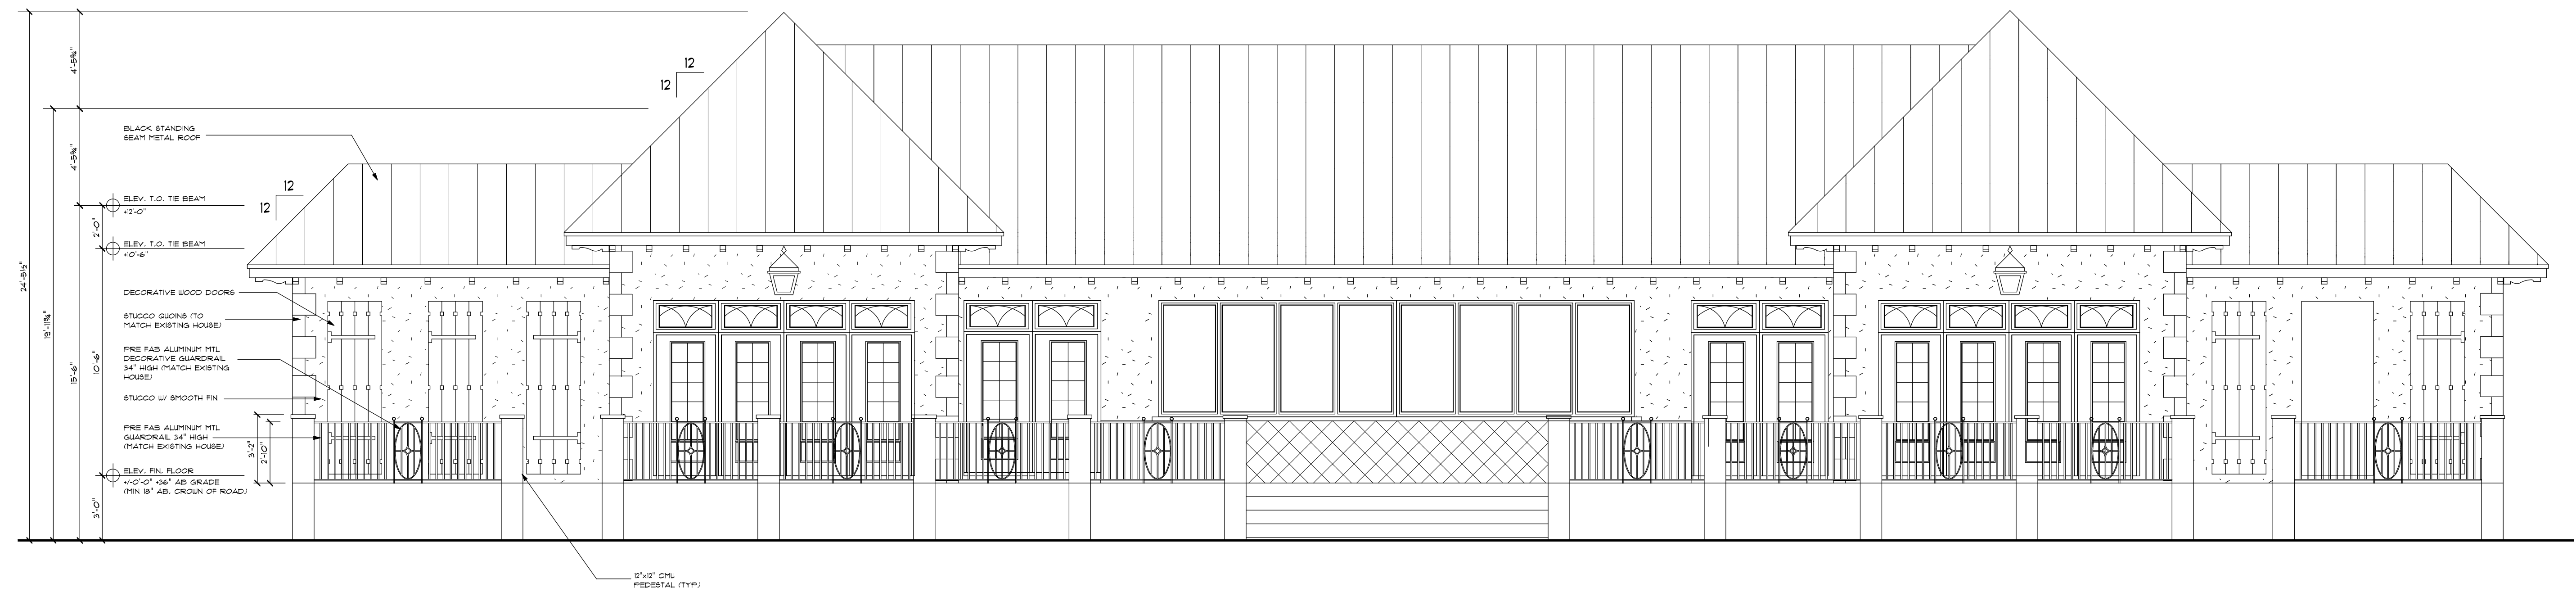 4'-5¾"
12
12
BLACK STANDING
SEAM METAL ROOF
4'-5¾"
12
12
ELEV. T.O. TIE BEAM
+12'-0"
2'-0"
ELEV. T.O. TIE BEAM
+10'-6"
24'-5½"
DECORATIVE WOOD DOORS
19'-11¾"
STUCCO QUOINS (TO
MATCH EXISTING HOUSE)
PRE FAB ALUMINUM MTL
DECORATIVE GUARDRAIL
34" HIGH (MATCH EXISTING
HOUSE)
15'-6"
10'-6"
STUCCO W/ SMOOTH FIN
PRE FAB ALUMINUM MTL
GUARDRAIL 34" HIGH
(MATCH EXISTING HOUSE)
3'-2"
2'-10"
ELEV. FIN. FLOOR
+/-0'-0" +36" AB GRADE
(MIN 18" AB. CROWN OF ROAD)
3'-0"
12"x12" CMU
PEDESTAL (TYP.)